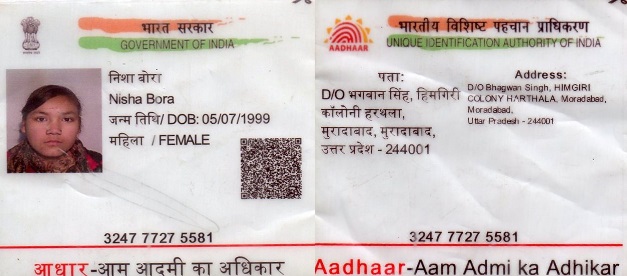 भारत सरकार
GOVERNMENT OF INDIA
निशा बोरा
Nisha Bora
जन्म तिथि/ DOB: 05/07/1999
महिला / FEMALE
3247 7727 5581
आधार -आम आदमी का अधिकार
भारतीय विशिष्ट पहचान प्राधिकरण
UNIQUE IDENTIFICATION AUTHORITY OF INDIA
AADHAAR
पता:
D/O भगवान सिंह, हिमगिरी
कॉलोनी हरथला,
मुरादाबाद, मुरादाबाद,
उत्तर प्रदेश - 244001
Address:
D/O Bhagwan Singh, HIMGIRI
COLONY HARTHALA, Moradabad,
Moradabad,
Uttar Pradesh - 244001
3247 7727 5581
Aadhaar-Aam Admi ka Adhikar